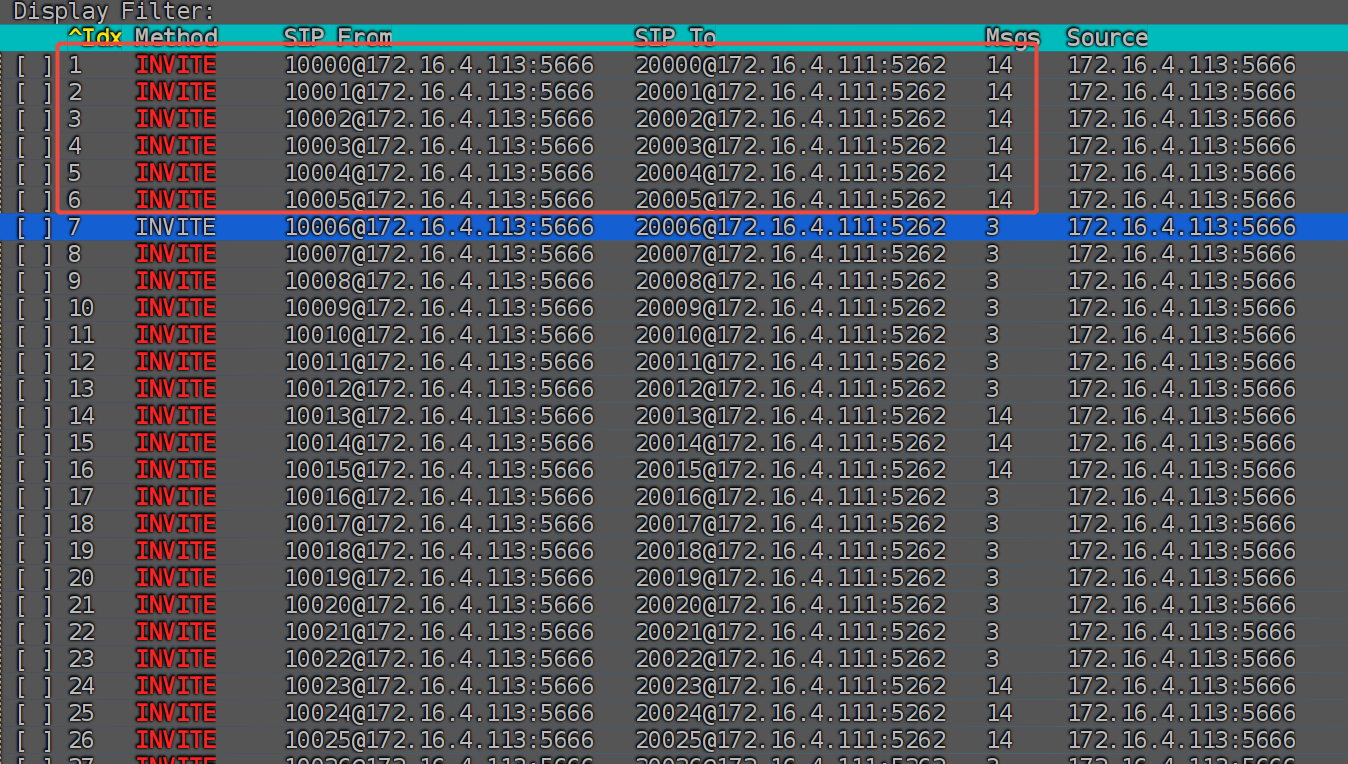 Display Filter:
^Idx Method SIP From SIP To Msgs Source
[ ] 1 INVITE 10000@172.16.4.113:5666 20000@172.16.4.111:5262 14 172.16.4.113:5666
[ ] 2 INVITE 10001@172.16.4.113:5666 20001@172.16.4.111:5262 14 172.16.4.113:5666
[ ] 3 INVITE 10002@172.16.4.113:5666 20002@172.16.4.111:5262 14 172.16.4.113:5666
[ ] 4 INVITE 10003@172.16.4.113:5666 20003@172.16.4.111:5262 14 172.16.4.113:5666
[ ] 5 INVITE 10004@172.16.4.113:5666 20004@172.16.4.111:5262 14 172.16.4.113:5666
[ ] 6 INVITE 10005@172.16.4.113:5666 20005@172.16.4.111:5262 14 172.16.4.113:5666
[ ] 7 INVITE 10006@172.16.4.113:5666 20006@172.16.4.111:5262 3 172.16.4.113:5666
[ ] 8 INVITE 10007@172.16.4.113:5666 20007@172.16.4.111:5262 3 172.16.4.113:5666
[ ] 9 INVITE 10008@172.16.4.113:5666 20008@172.16.4.111:5262 3 172.16.4.113:5666
[ ] 10 INVITE 10009@172.16.4.113:5666 20009@172.16.4.111:5262 3 172.16.4.113:5666
[ ] 11 INVITE 10010@172.16.4.113:5666 20010@172.16.4.111:5262 3 172.16.4.113:5666
[ ] 12 INVITE 10011@172.16.4.113:5666 20011@172.16.4.111:5262 3 172.16.4.113:5666
[ ] 13 INVITE 10012@172.16.4.113:5666 20012@172.16.4.111:5262 3 172.16.4.113:5666
[ ] 14 INVITE 10013@172.16.4.113:5666 20013@172.16.4.111:5262 14 172.16.4.113:5666
[ ] 15 INVITE 10014@172.16.4.113:5666 20014@172.16.4.111:5262 14 172.16.4.113:5666
[ ] 16 INVITE 10015@172.16.4.113:5666 20015@172.16.4.111:5262 14 172.16.4.113:5666
[ ] 17 INVITE 10016@172.16.4.113:5666 20016@172.16.4.111:5262 3 172.16.4.113:5666
[ ] 18 INVITE 10017@172.16.4.113:5666 20017@172.16.4.111:5262 3 172.16.4.113:5666
[ ] 19 INVITE 10018@172.16.4.113:5666 20018@172.16.4.111:5262 3 172.16.4.113:5666
[ ] 20 INVITE 10019@172.16.4.113:5666 20019@172.16.4.111:5262 3 172.16.4.113:5666
[ ] 21 INVITE 10020@172.16.4.113:5666 20020@172.16.4.111:5262 3 172.16.4.113:5666
[ ] 22 INVITE 10021@172.16.4.113:5666 20021@172.16.4.111:5262 3 172.16.4.113:5666
[ ] 23 INVITE 10022@172.16.4.113:5666 20022@172.16.4.111:5262 3 172.16.4.113:5666
[ ] 24 INVITE 10023@172.16.4.113:5666 20023@172.16.4.111:5262 14 172.16.4.113:5666
[ ] 25 INVITE 10024@172.16.4.113:5666 20024@172.16.4.111:5262 14 172.16.4.113:5666
[ ] 26 INVITE 10025@172.16.4.113:5666 20025@172.16.4.111:5262 14 172.16.4.113:5666